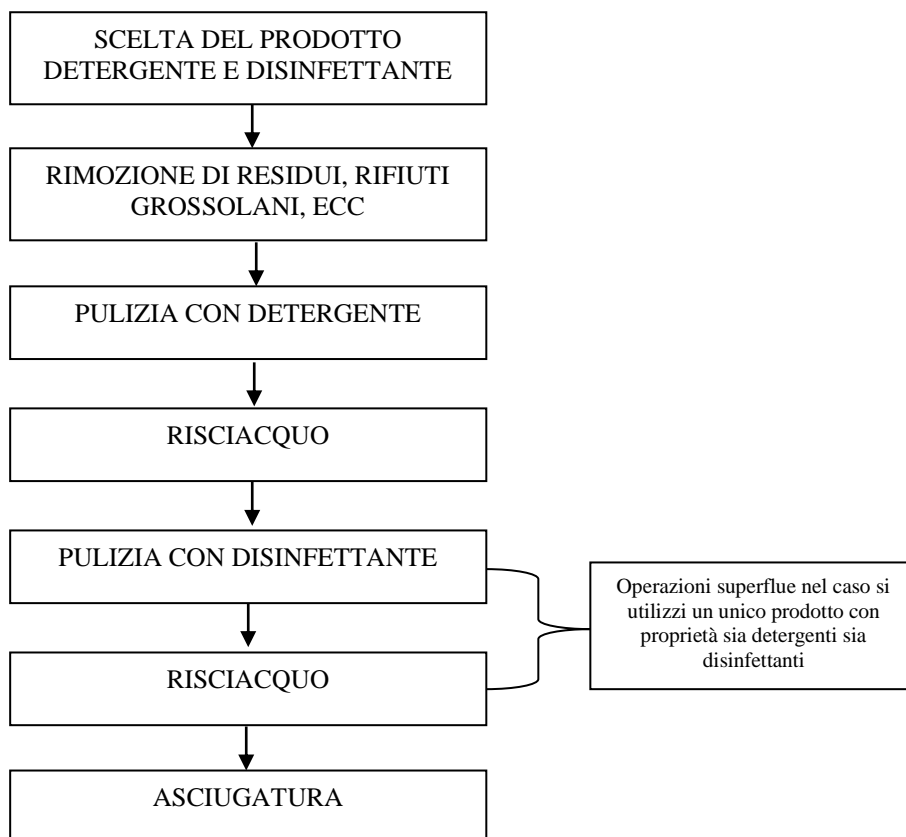 SCELTA DEL PRODOTTO
DETERGENTE E DISINFETTANTE
RIMOZIONE DI RESIDUI, RIFIUTI
GROSSOLANI, ECC
PULIZIA CON DETERGENTE
RISCIACQUO
PULIZIA CON DISINFETTANTE
Operazioni superflue nel caso si
utilizzi un unico prodotto con
proprietà sia detergenti sia
disinfettanti
RISCIACQUO
ASCIUGATURA